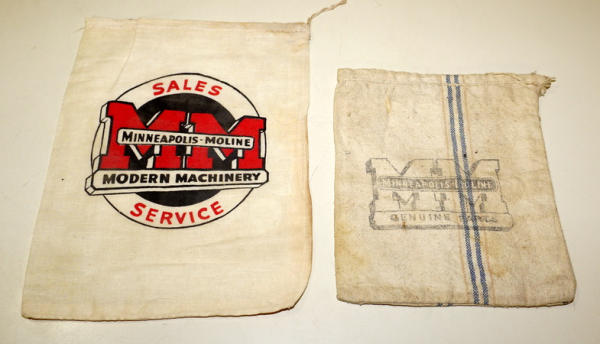 SALES
MM
MINNEAPOLIS-MOLINE
MODERN MACHINERY
SERVICE
MM
MINNEAPOLIS-MOLINE
GENUINE PARTS